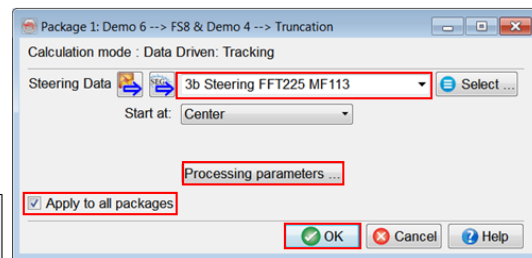 Package 1: Demo 6 --> FS8 & Demo 4 --> Truncation
Calculation mode : Data Driven: Tracking
Steering Data SEGY 3b Steering FFT225 MF113 Select ...
Start at: Center
Processing parameters ...
Apply to all packages
OK Cancel Help